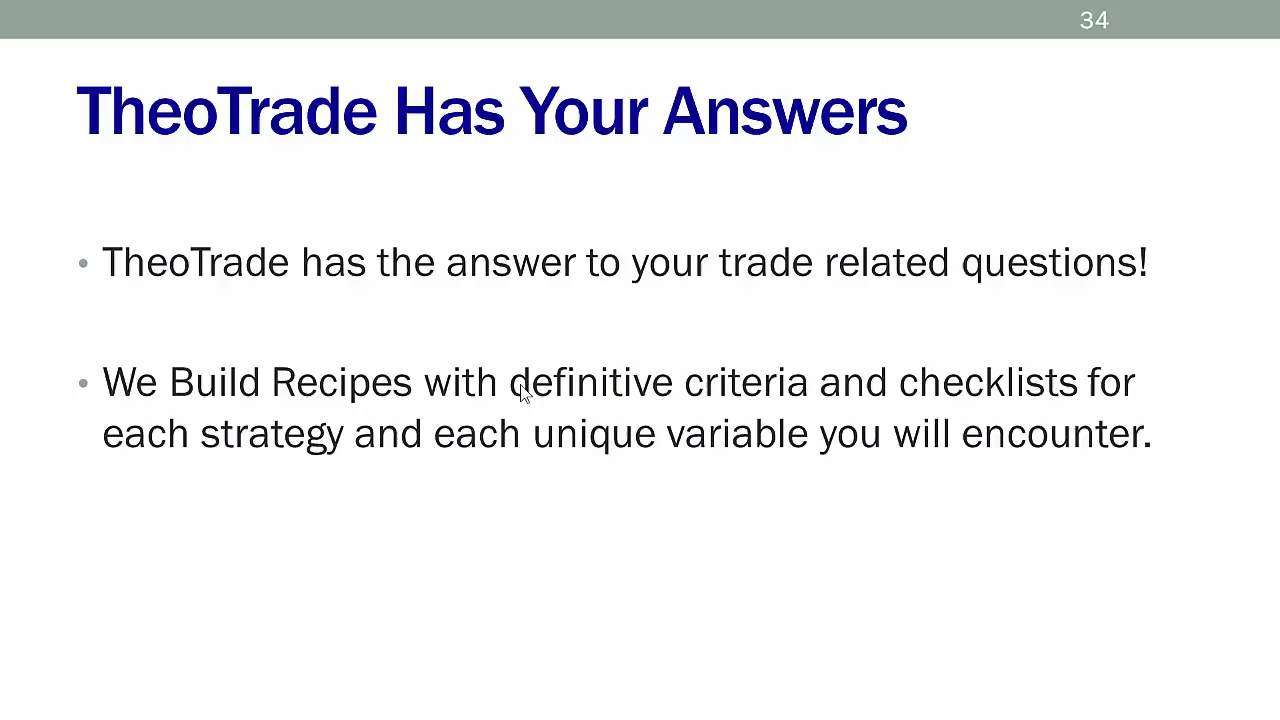 34
TheoTrade Has Your Answers
• TheoTrade has the answer to your trade related questions!
• We Build Recipes with definitive criteria and checklists for
each strategy and each unique variable you will encounter.